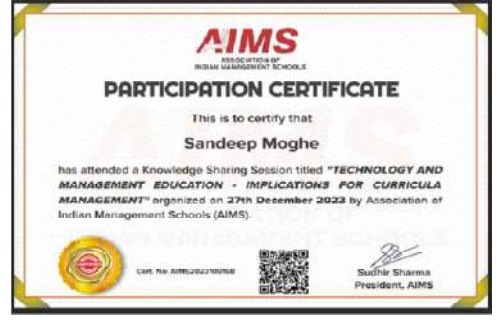 AIMS
ASSOCIATION OF
INDIAN MANAGEMENT SCHOOLS
PARTICIPATION CERTIFICATE
This is to certify that
Sandeep Moghe
has attended a Knowledge Sharing Session titled "TECHNOLOGY AND
MANAGEMENT EDUCATION - IMPLICATIONS FOR CURRICULA
MANAGEMENT" organized on 27th December 2023 by Association of
Indian Management Schools (AIMS).
Cert. No:
Sudhir Sharma
President, AIMS